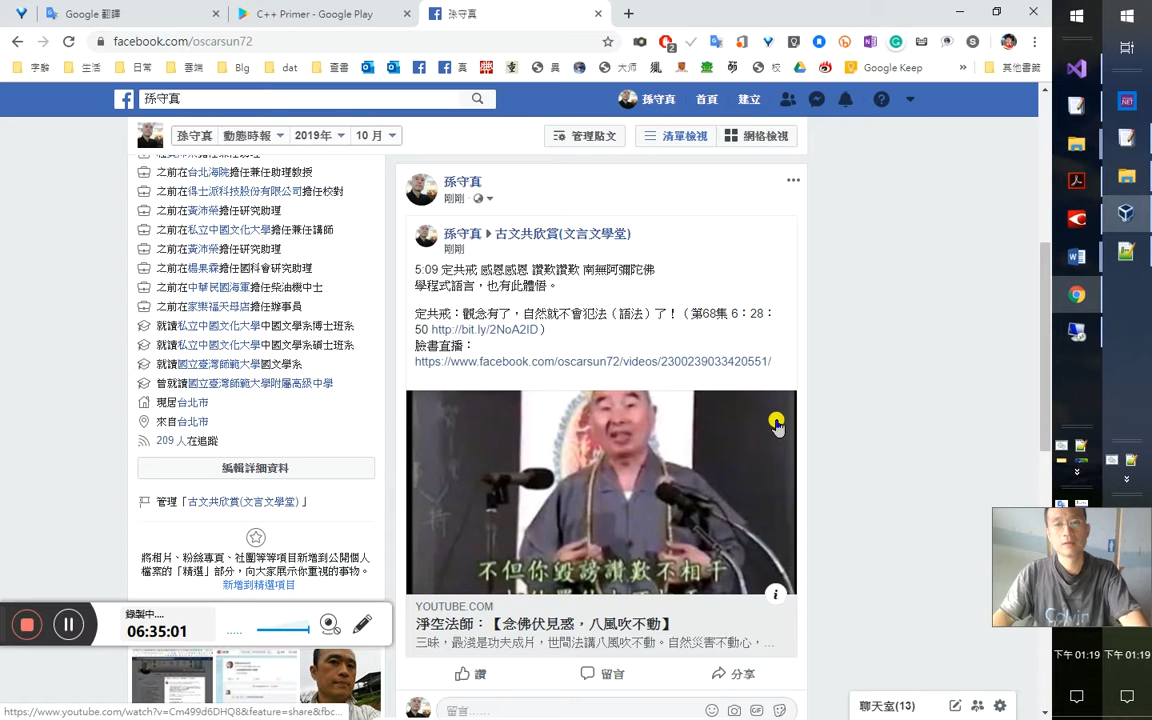 Google 翻譯
C++ Primer - Google Play
孫守真
facebook.com/oscarsun72
字辭
生活
日常
雲端
Blg
dat
查書
真
異
大师
萌
校
Google Keep
其他書籤
孫守真
孫守真
首頁
建立
孫守真
動態時報
2019年
10 月
管理貼文
清單檢視
網格檢視
之前在台北海院擔任兼任助理教授
之前在得士派科技股份有限公司擔任校對
之前在黃沛榮擔任研究助理
之前在私立中國文化大學擔任兼任講師
之前在黃沛榮擔任研究助理
之前在楊果霖擔任國科會研究助理
之前在中華民國海軍擔任柴油機中士
之前在家樂福天母店擔任辦事員
就讀私立中國文化大學中國文學系博士班系
就讀私立中國文化大學中國文學系碩士班系
就讀國立臺灣師範大學國文學系
曾就讀國立臺灣師範大學附屬高級中學
現居台北市
來自台北市
209 人在追蹤
編輯詳細資料
管理「古文共欣賞(文言文學堂)」
將相片、粉絲專頁、社團等等項目新增到公開個人
檔案的「精選」部分，向大家展示你重視的事物。
新增到精選項目
孫守真
剛剛
孫守真
古文共欣賞(文言文學堂)
剛剛
5:09 定共戒 感恩感恩 讚歎讚歎 南無阿彌陀佛
學程式語言，也有此體悟。
定共戒：觀念有了，自然就不會犯法（語法）了！（第68集 6：28：
50 http://bit.ly/2NoA2ID）
臉書直播：
https://www.facebook.com/oscarsun72/videos/2300239033420551/
不但你毀謗讚歎不相干
YOUTUBE.COM
淨空法師：【念佛伏見惑，八風吹不動】
三昧，最淺是功夫成片，世間法講八風吹不動。自然災害不動心，...
讚
留言
分享
留言......
錄製中....
06:35:01
聊天室(13)
https://www.youtube.com/watch?v=Cm499d6DHQ8&feature=share&fbc...
下午 01:19
下午 01:19